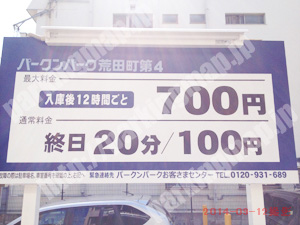 パークンパーク荒田町第4
最大料金
入庫後12時間ごと 700円
通常料金
終日 20分/100円
緊急連絡先 パークンパークお客さまセンター TEL 0120-931-689